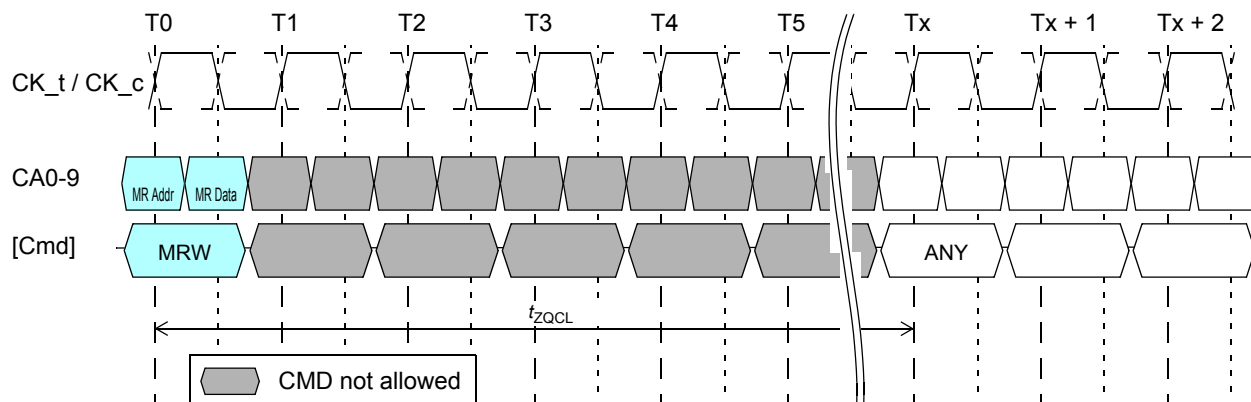 T0 T1 T2 T3 T4 T5 Tx Tx + 1 Tx + 2
CK_t / CK_c
CA0-9 MR Addr MR Data
[Cmd] MRW ANY
tZQCL
CMD not allowed